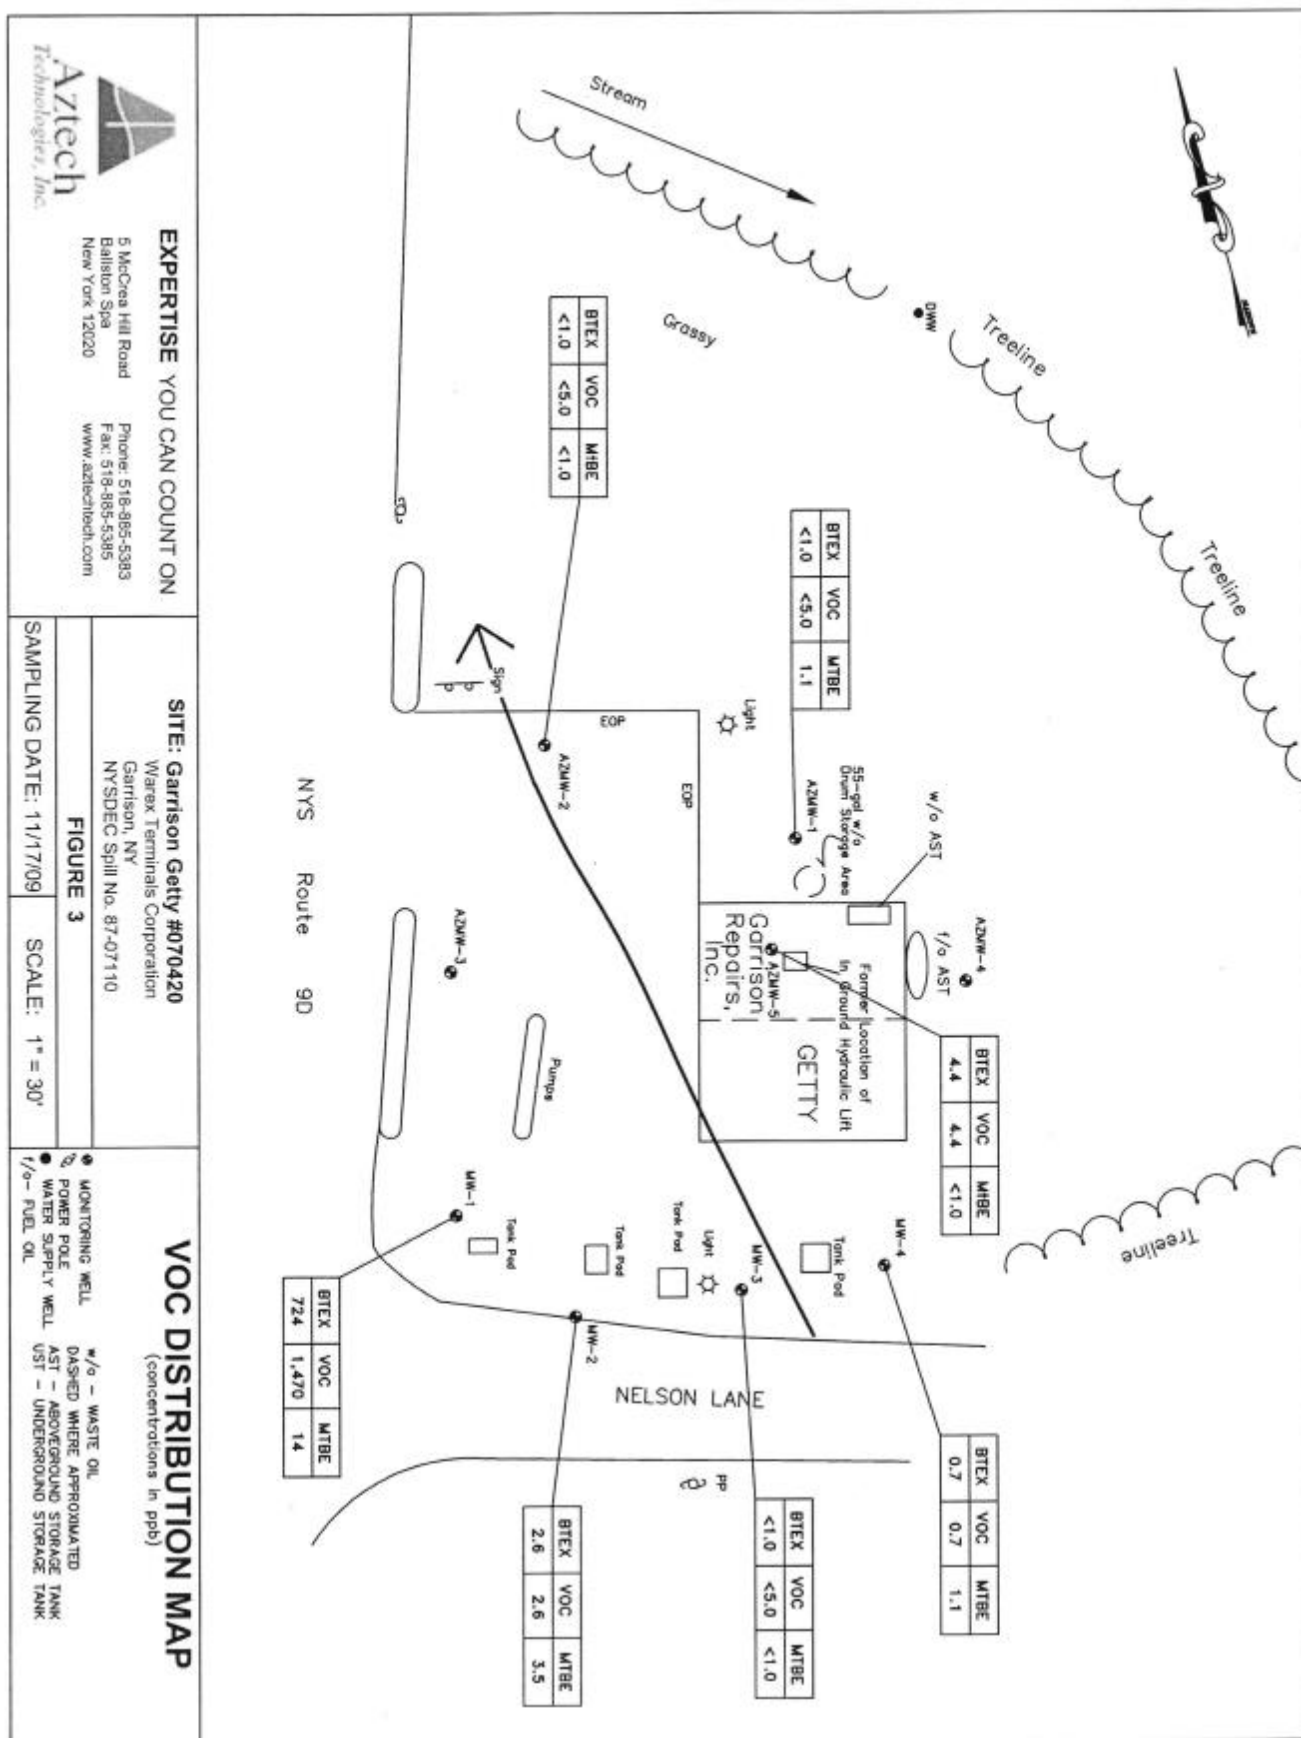 Stream
Grassy
DWW
Treeline
Treeline
Treeline
BTEX VOC MTBE
<1.0 <5.0 <1.0
BTEX VOC MTBE
<1.0 <5.0 1.1
BTEX VOC MTBE
4.4 4.4 <1.0
BTEX VOC MTBE
0.7 0.7 1.1
BTEX VOC MTBE
<1.0 <5.0 <1.0
BTEX VOC MTBE
2.6 2.6 3.5
BTEX VOC MTBE
724 1,470 14
Sign
EOP
EOP
Light
AZMW-1
AZMW-2
AZMW-3
AZMW-4
AZMW-5
55-gal w/o
Drum Storage Area
w/o AST
f/o AST
Former Location of
In Ground Hydraulic Lift
Garrison
Repairs,
Inc.
GETTY
Pumps
MW-1
MW-2
MW-3
MW-4
Tank Pad
Tank Pad
Tank Pad
Tank Pad
Light
NELSON LANE
PP
NYS Route 9D
Aztech
Technologies, Inc.
EXPERTISE YOU CAN COUNT ON
5 McCrea Hill Road
Ballston Spa
New York 12020
Phone: 518-885-5383
Fax: 518-885-5385
www.aztechtech.com
SITE: Garrison Getty #070420
Warex Terminals Corporation
Garrison, NY
NYSDEC Spill No. 87-07110
FIGURE 3
SAMPLING DATE: 11/17/09
SCALE: 1" = 30'
VOC DISTRIBUTION MAP
(concentrations in ppb)
MONITORING WELL
POWER POLE
WATER SUPPLY WELL
f/o- FUEL OIL
w/o - WASTE OIL
DASHED WHERE APPROXIMATED
AST - ABOVEGROUND STORAGE TANK
UST - UNDERGROUND STORAGE TANK